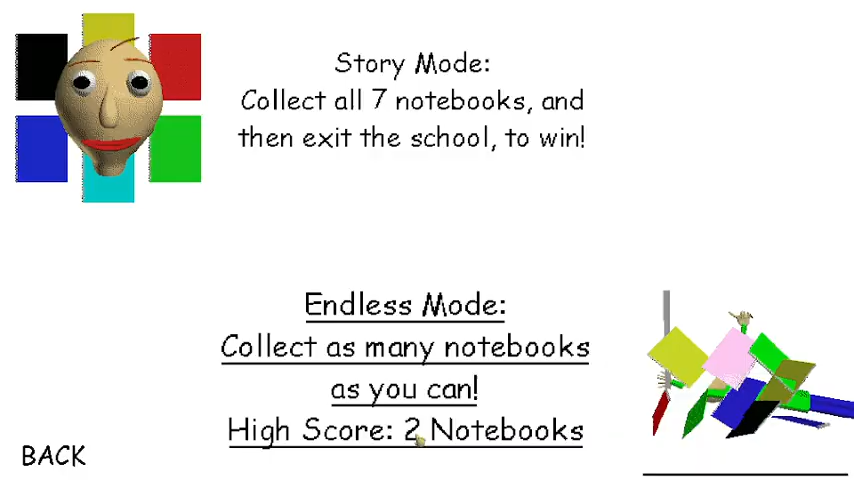 Story Mode:
Collect all 7 notebooks, and
then exit the school, to win!
Endless Mode:
Collect as many notebooks
as you can!
High Score: 2 Notebooks
BACK